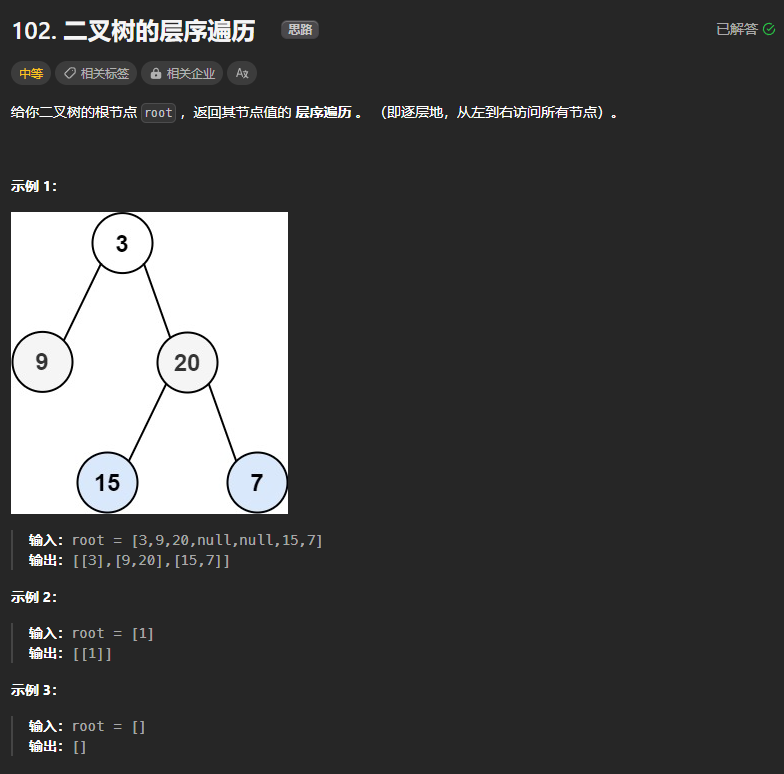 102. 二叉树的层序遍历 思路 已解答
中等 相关标签 相关企业 Ax
给你二叉树的根节点 root ，返回其节点值的 层序遍历 。 （即逐层地，从左到右访问所有节点）。
示例 1：
3
9 20
15 7
输入：root = [3,9,20,null,null,15,7]
输出：[[3],[9,20],[15,7]]
示例 2：
输入：root = [1]
输出：[[1]]
示例 3：
输入：root = []
输出：[]